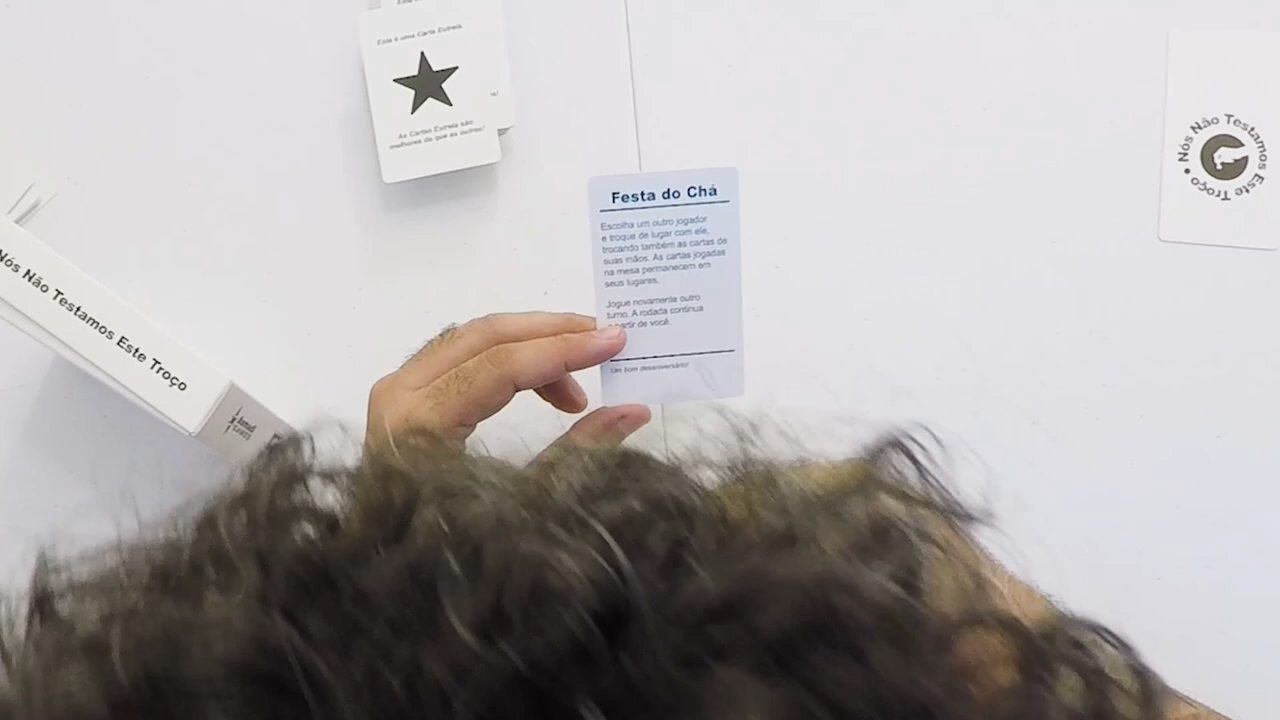 Esta é uma Carta Estrela
As Cartas Estrela são
melhores do que as outras!
Nós Não Testamos Este Troço
Festa do Chá
Escolha um outro jogador
e troque de lugar com ele,
trocando também as cartas de
suas mãos. As cartas jogadas
na mesa permanecem em
seus lugares.
Jogue novamente outro
turno. A rodada continua
a partir de você.
Um bom desaniversário!
Nós Não Testamos Este Troço